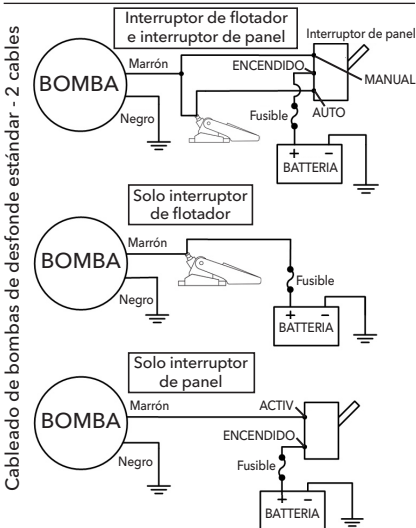 Cableado de bombas de desfonde estándar - 2 cables
Interruptor de flotador
e interruptor de panel
Interruptor de panel
BOMBA
Marrón
Negro
ENCENDIDO
MANUAL
AUTO
Fusible
+ –
BATTERIA
Solo interruptor
de flotador
BOMBA
Marrón
Negro
Fusible
+ –
BATTERIA
Solo interruptor
de panel
BOMBA
Marrón
Negro
ACTIV
ENCENDIDO
Fusible
+ –
BATTERIA